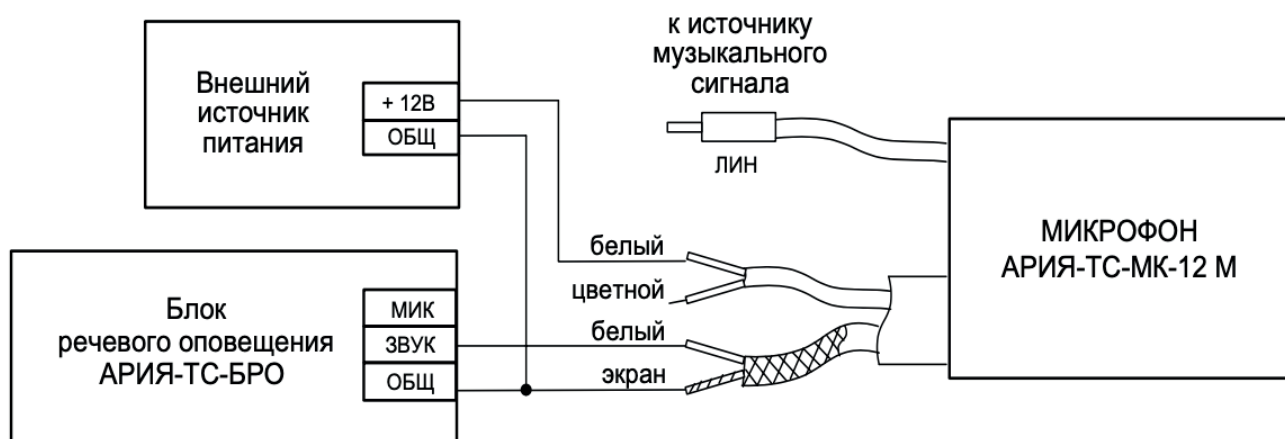 к источнику
музыкального
сигнала
Внешний
источник
питания
+ 12В
ОБЩ
ЛИН
МИКРОФОН
АРИЯ-ТС-МК-12 М
белый
цветной
белый
экран
Блок
речевого оповещения
АРИЯ-ТС-БРО
МИК
ЗВУК
ОБЩ